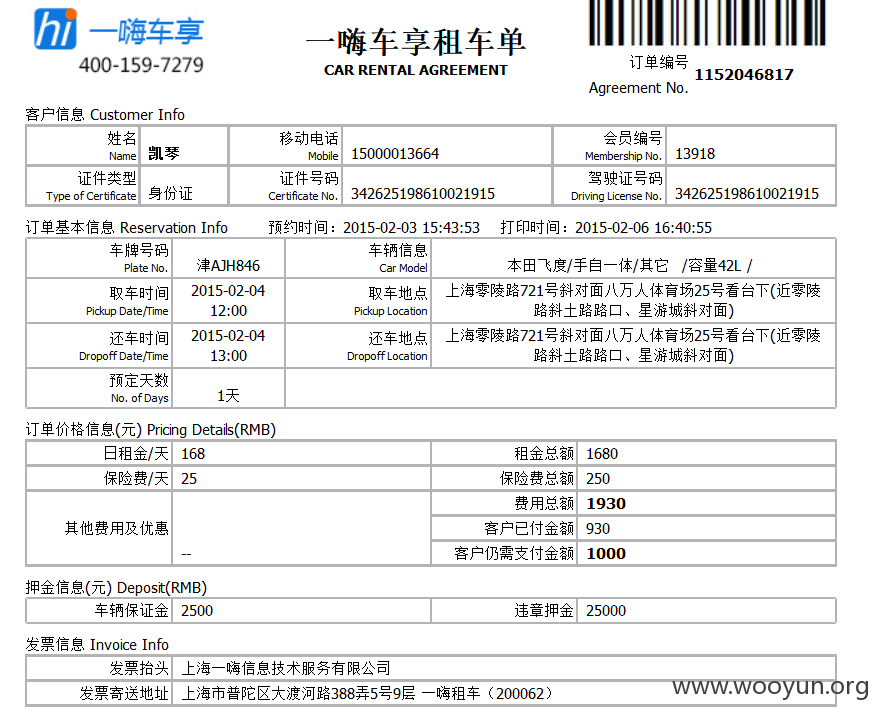 hi 一嗨车享
400-159-7279
一嗨车享租车单
CAR RENTAL AGREEMENT
订单编号
Agreement No. 1152046817
客户信息 Customer Info
姓名 Name 凯琴 移动电话 Mobile 15000013664 会员编号 Membership No. 13918
证件类型 Type of Certificate 身份证 证件号码 Certificate No. 342625198610021915 驾驶证号码 Driving License No. 342625198610021915
订单基本信息 Reservation Info 预约时间：2015-02-03 15:43:53 打印时间：2015-02-06 16:40:55
车牌号码 Plate No. 津AJH846 车辆信息 Car Model 本田飞度/手自一体/其它 /容量42L /
取车时间 Pickup Date/Time 2015-02-04 12:00 取车地点 Pickup Location 上海零陵路721号斜对面八万人体育场25号看台下(近零陵
路斜土路路口、星游城斜对面)
还车时间 Dropoff Date/Time 2015-02-04 13:00 还车地点 Dropoff Location 上海零陵路721号斜对面八万人体育场25号看台下(近零陵
路斜土路路口、星游城斜对面)
预定天数 No. of Days 1天
订单价格信息(元) Pricing Details(RMB)
日租金/天 168 租金总额 1680
保险费/天 25 保险费总额 250
其他费用及优惠 -- 费用总额 1930
客户已付金额 930
客户仍需支付金额 1000
押金信息(元) Deposit(RMB)
车辆保证金 2500 违章押金 25000
发票信息 Invoice Info
发票抬头 上海一嗨信息技术服务有限公司
发票寄送地址 上海市普陀区大渡河路388弄5号9层 一嗨租车（200062）
www.wooyun.org